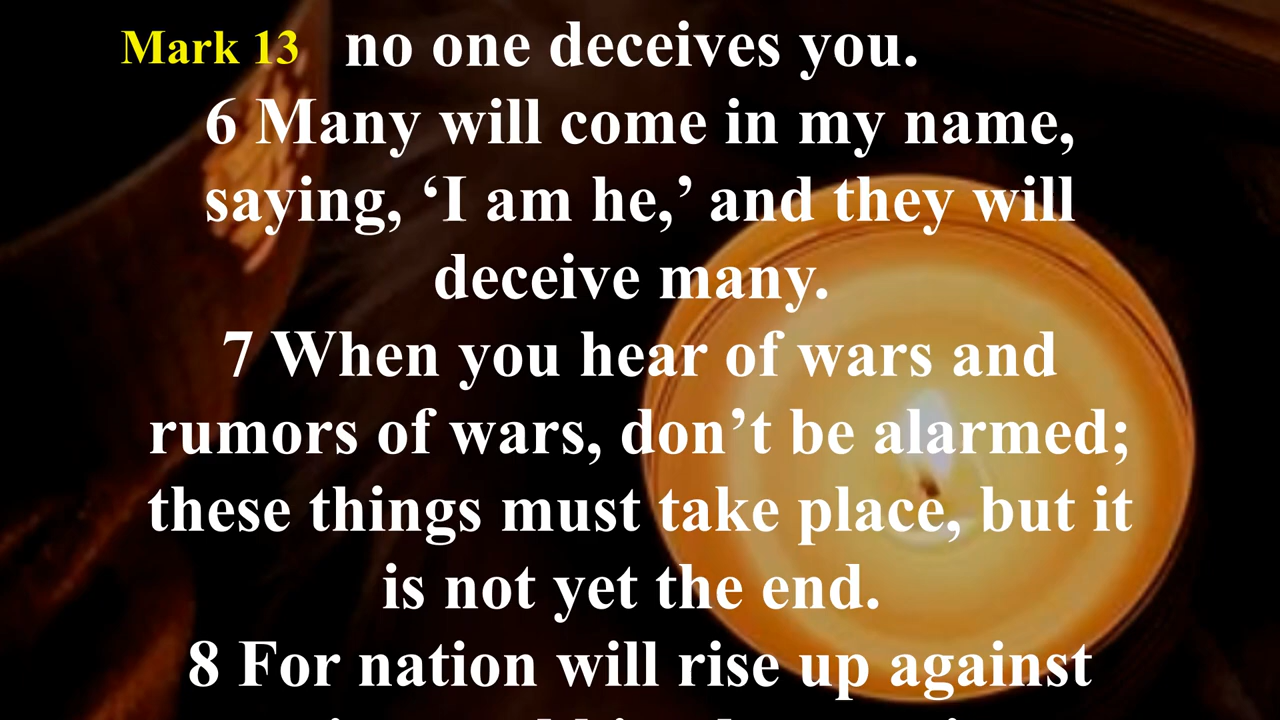 Mark 13 no one deceives you.
6 Many will come in my name,
saying, ‘I am he,’ and they will
deceive many.
7 When you hear of wars and
rumors of wars, don’t be alarmed;
these things must take place, but it
is not yet the end.
8 For nation will rise up against